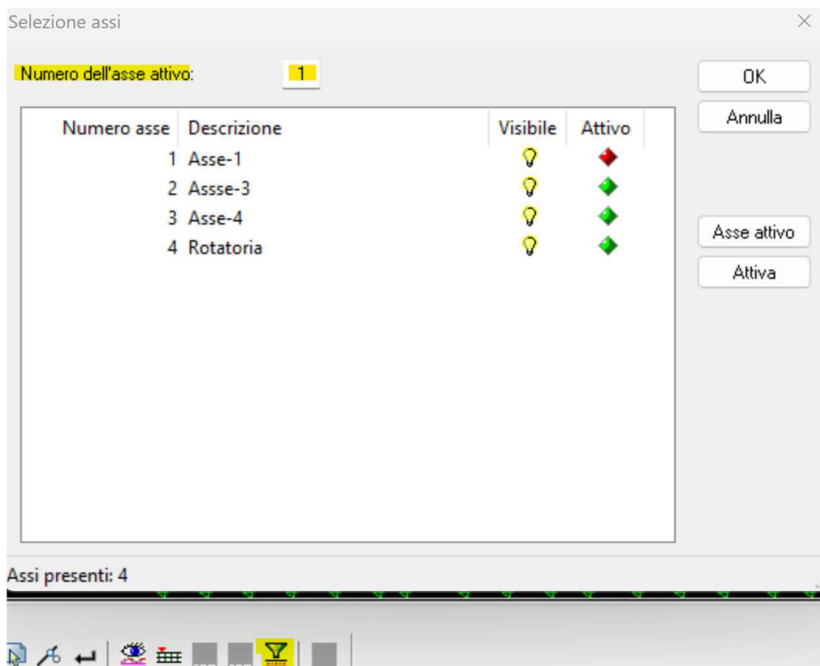 Selezione assi
Numero dell'asse attivo: 1
OK
Annulla
Numero asse Descrizione Visibile Attivo
1 Asse-1
2 Assse-3
3 Asse-4
4 Rotatoria
Asse attivo
Attiva
Assi presenti: 4